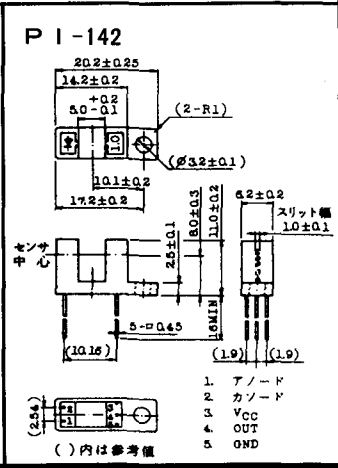 PI-142
20.2±0.25
14.2±0.2
+0.2
5.0-0.1
(2-R1)
1.0
(Ø3.2±0.1)
10.1±0.2
17.2±0.2
6.2±0.2
スリット幅
1.0±0.1
センサ
中心
2.5±0.1
8.0±0.3
11.0±0.2
5-□0.45
16MIN
(10.16)
(1.9)
(1.9)
(2.54)
2
1
1. アノード
2. カソード
3. VCC
4. OUT
5. GND
( )内は参考値